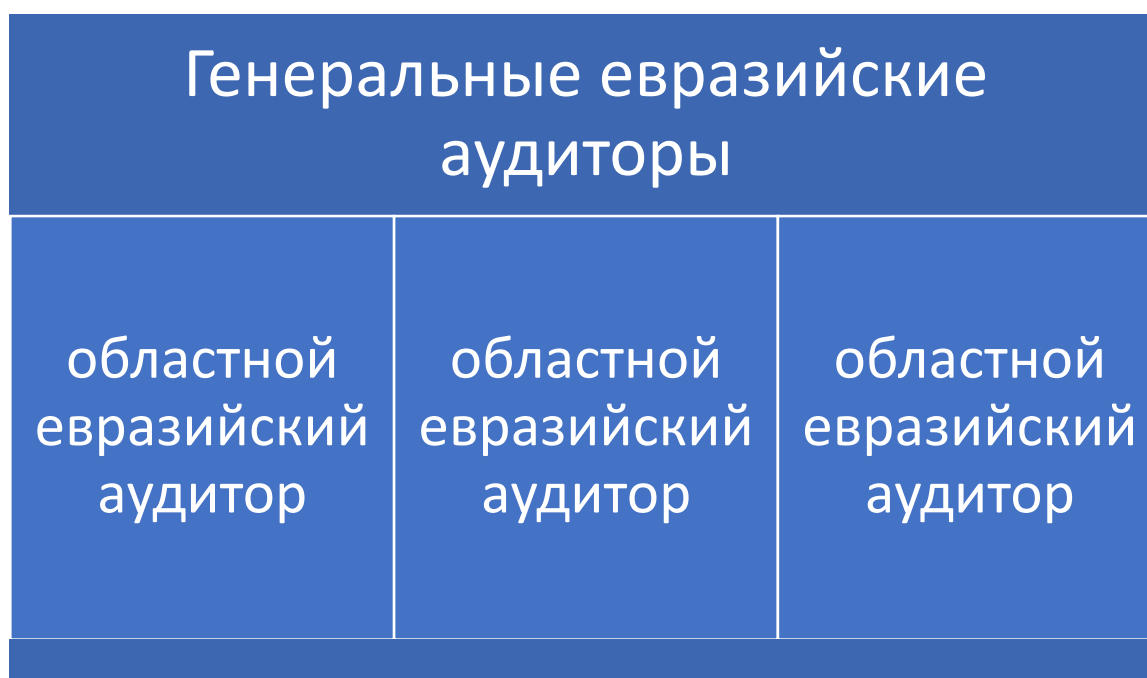 Генеральные евразийские
аудиторы
областной
евразийский
аудитор
областной
евразийский
аудитор
областной
евразийский
аудитор